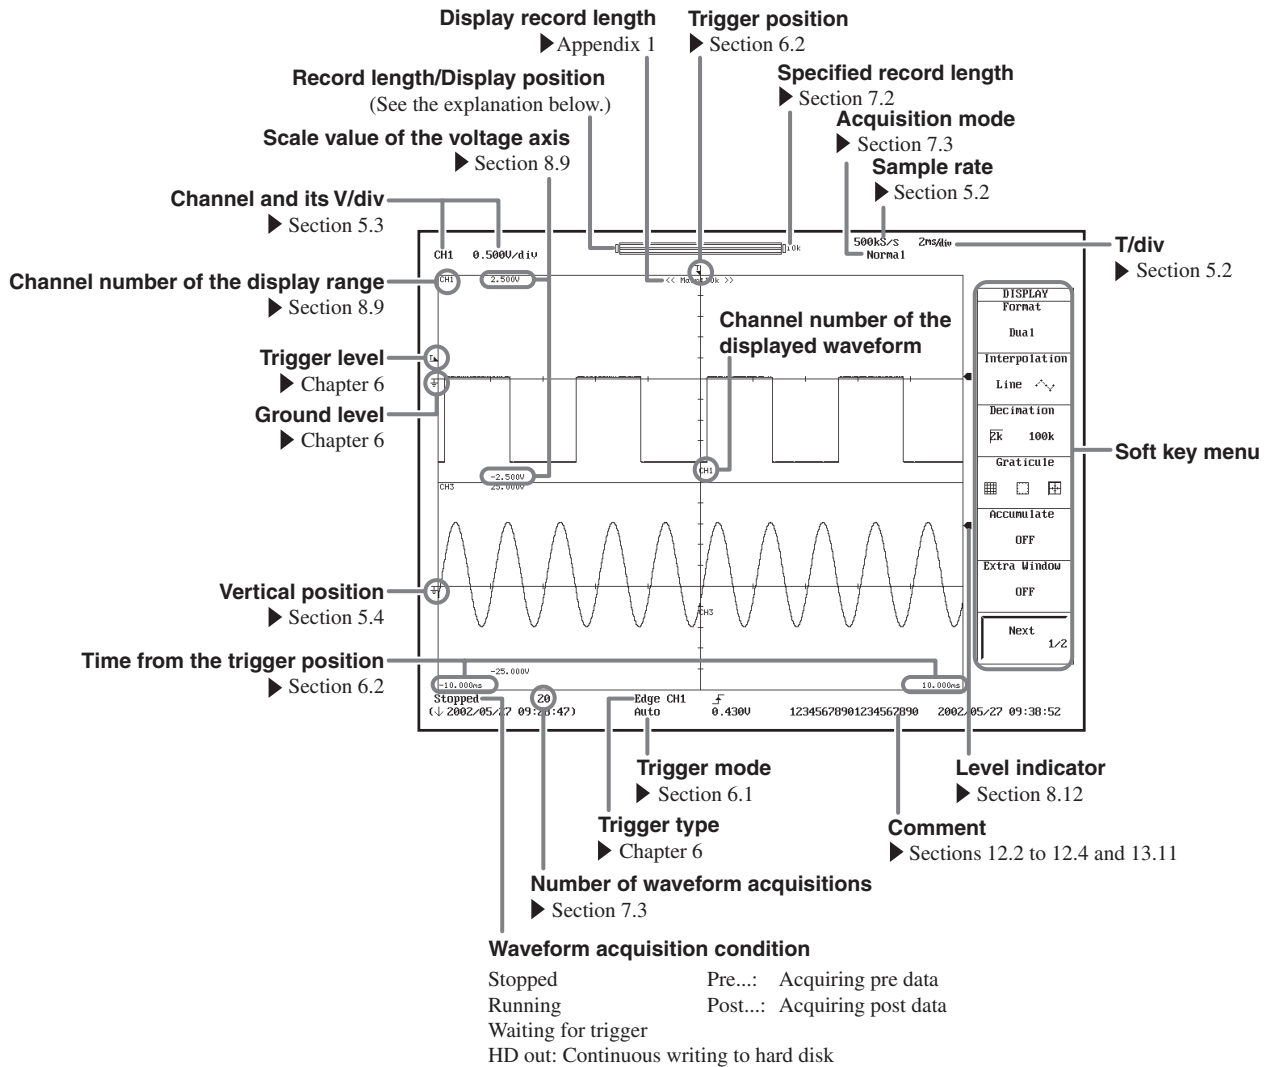 Display record length
▶Appendix 1
Trigger position
▶ Section 6.2
Record length/Display position
(See the explanation below.)
Specified record length
▶ Section 7.2
Scale value of the voltage axis
▶ Section 8.9
Acquisition mode
▶ Section 7.3
Sample rate
▶ Section 5.2
Channel and its V/div
▶ Section 5.3
T/div
▶ Section 5.2
Channel number of the display range
▶ Section 8.9
Trigger level
▶ Chapter 6
Ground level
▶ Chapter 6
Channel number of the
displayed waveform
Soft key menu
Vertical position
▶ Section 5.4
Time from the trigger position
▶ Section 6.2
CH1 0.500V/div
10k
500kS/s 2ms/div
Normal
CH1 2.500V
<< Main: 10k >>
CH1
-2.500V
CH3 25.000V
CH3
-25.000V
-10.000ms 10.000ms
DISPLAY
Format
Dual
Interpolation
Line
Decimation
2k 100k
Graticule
Accumulate
OFF
Extra Window
OFF
Next
1/2
Stopped 20 Edge CH1
(↓ 2002/05/27 09::47) Auto 0.430V 12345678901234567890 2002/05/27 09:38:52
Trigger mode
▶ Section 6.1
Level indicator
▶ Section 8.12
Trigger type
▶ Chapter 6
Comment
▶ Sections 12.2 to 12.4 and 13.11
Number of waveform acquisitions
▶ Section 7.3
Waveform acquisition condition
Stopped Pre...: Acquiring pre data
Running Post...: Acquiring post data
Waiting for trigger
HD out: Continuous writing to hard disk